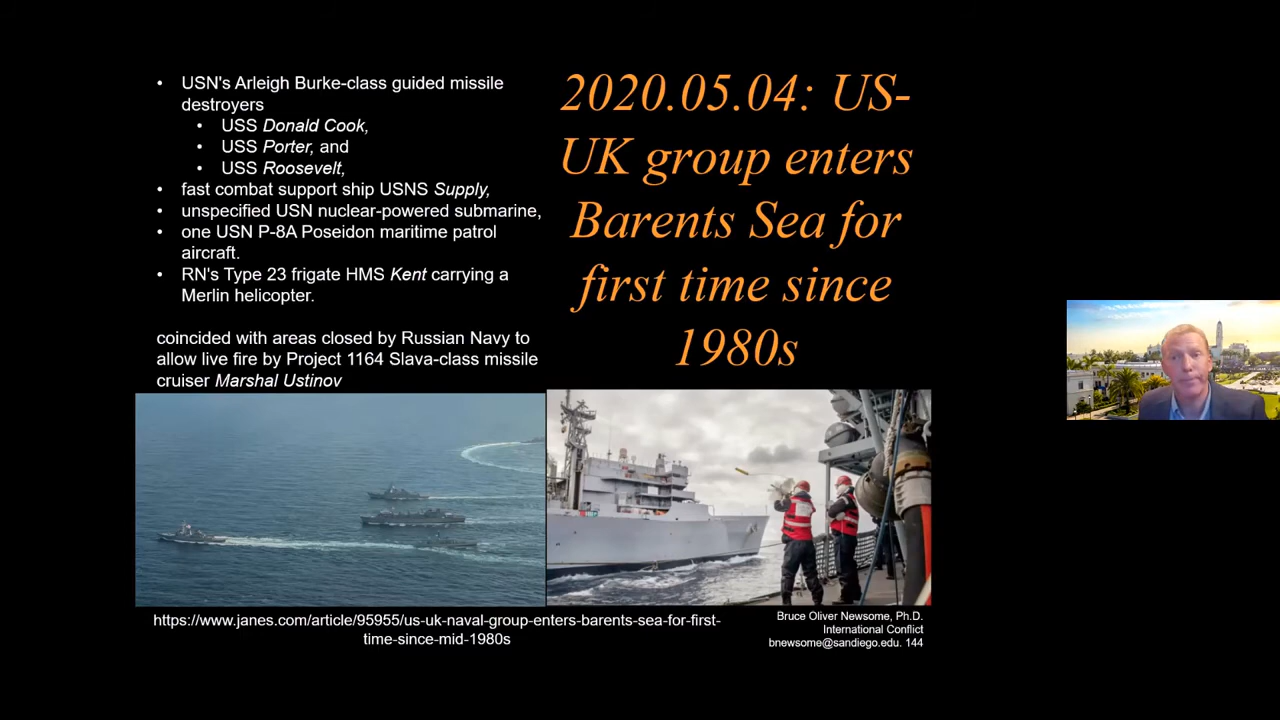 • USN's Arleigh Burke-class guided missile
destroyers
• USS Donald Cook,
• USS Porter, and
• USS Roosevelt,
• fast combat support ship USNS Supply,
• unspecified USN nuclear-powered submarine,
• one USN P-8A Poseidon maritime patrol
aircraft.
• RN's Type 23 frigate HMS Kent carrying a
Merlin helicopter.
coincided with areas closed by Russian Navy to
allow live fire by Project 1164 Slava-class missile
cruiser Marshal Ustinov
2020.05.04: US-
UK group enters
Barents Sea for
first time since
1980s
https://www.janes.com/article/95955/us-uk-naval-group-enters-barents-sea-for-first-
time-since-mid-1980s
Bruce Oliver Newsome, Ph.D.
International Conflict
bnewsome@sandiego.edu. 144